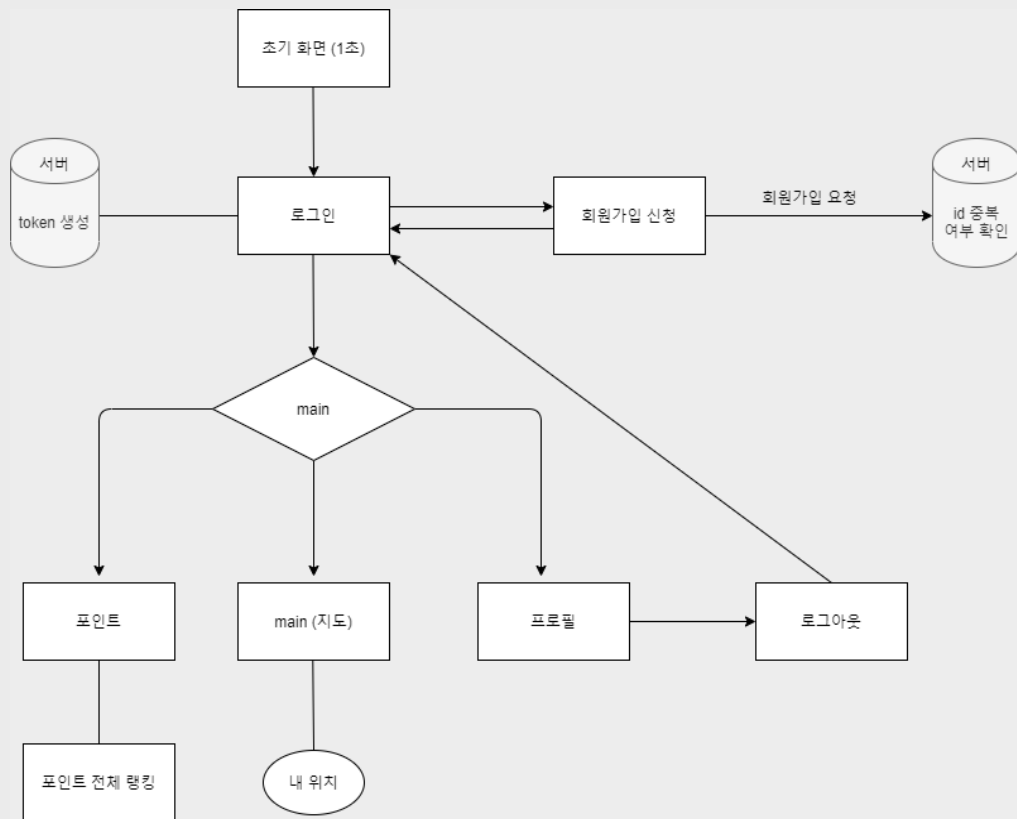 초기 화면 (1초)
서버
token 생성
로그인
회원가입 신청
회원가입 요청
서버
id 중복
여부 확인
main
포인트
main (지도)
프로필
로그아웃
포인트 전체 랭킹
내 위치